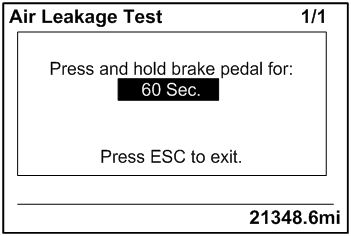 Air Leakage Test 1/1
Press and hold brake pedal for:
60 Sec.
Press ESC to exit.
21348.6mi